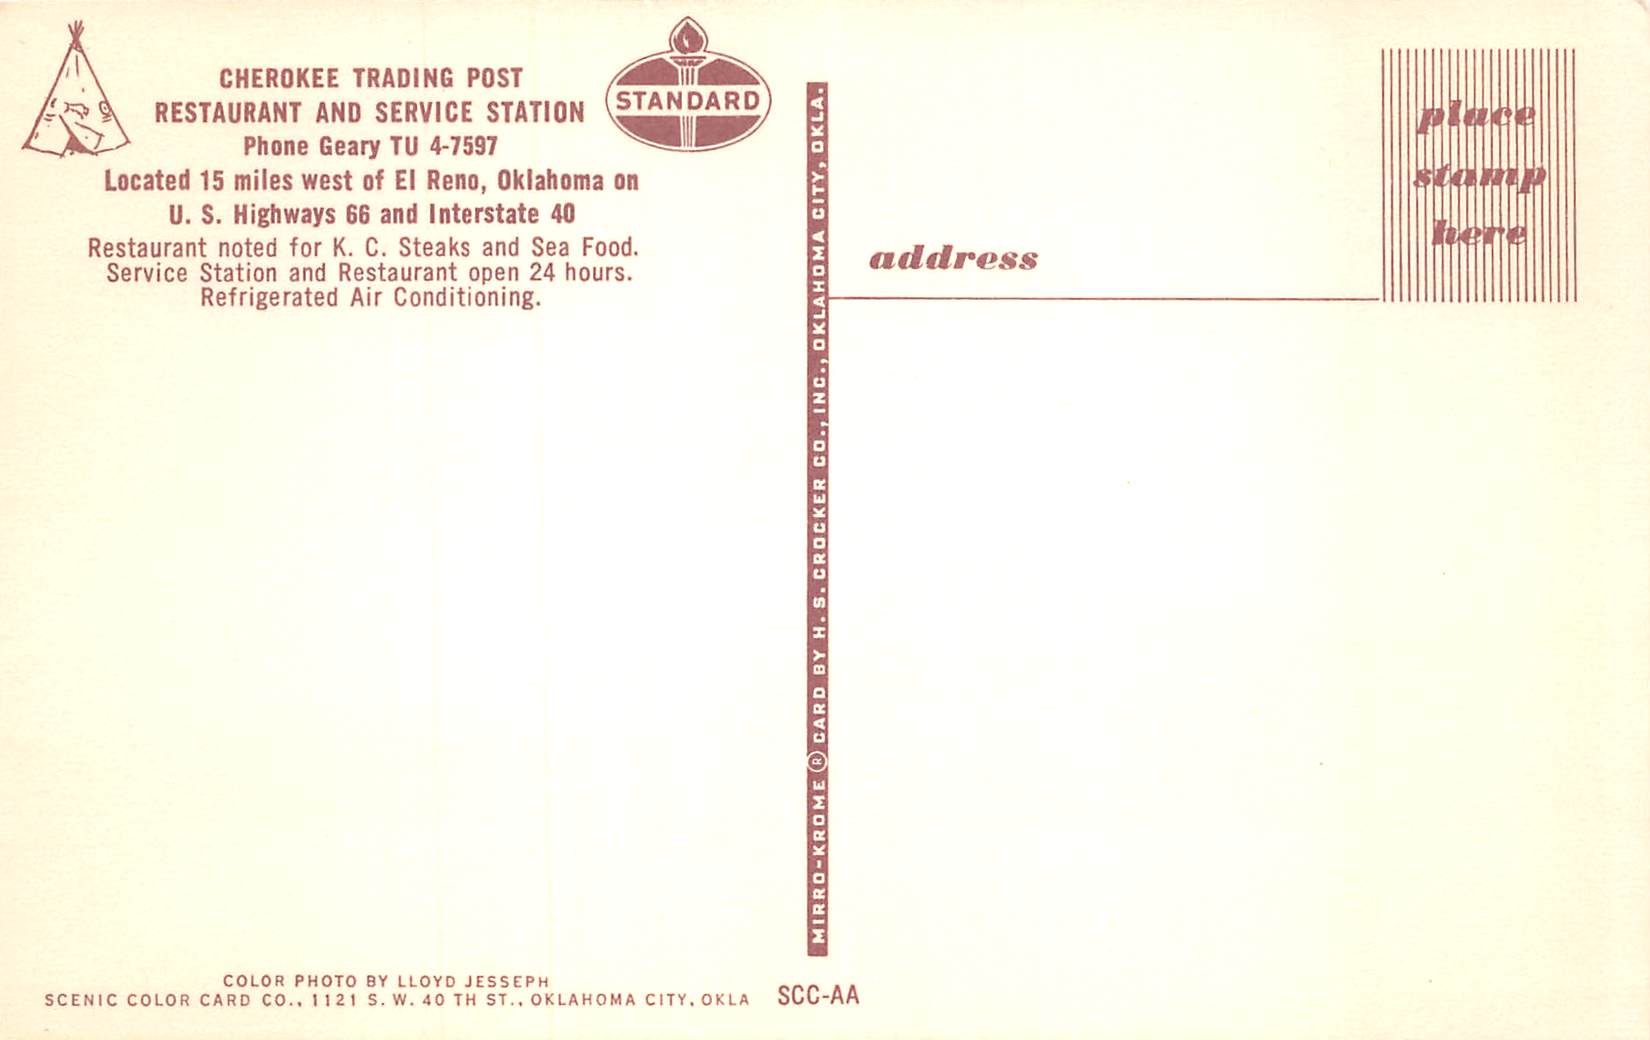 CHEROKEE TRADING POST
RESTAURANT AND SERVICE STATION
Phone Geary TU 4-7597
Located 15 miles west of El Reno, Oklahoma on
U. S. Highways 66 and Interstate 40
Restaurant noted for K. C. Steaks and Sea Food.
Service Station and Restaurant open 24 hours.
Refrigerated Air Conditioning.
STANDARD
MIRRO-KROME ® CARD BY H. S. CROCKER CO., INC., OKLAHOMA CITY, OKLA.
place
stamp
here
address
COLOR PHOTO BY LLOYD JESSEPH
SCENIC COLOR CARD CO., 1121 S. W. 40 TH ST., OKLAHOMA CITY, OKLA
SCC-AA